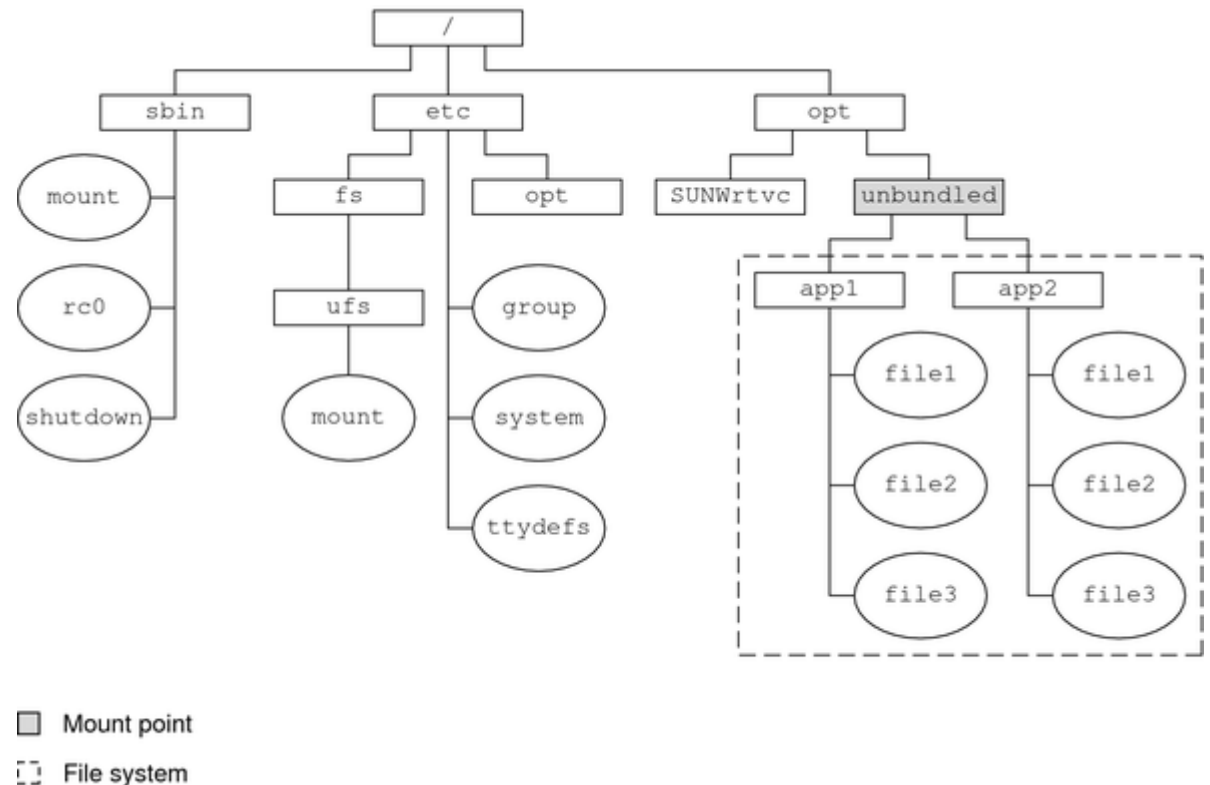 /
sbin etc opt
mount fs opt SUNWrtvc unbundled
app1 app2
rc0 ufs group
file1 file1
shutdown mount system
file2 file2
ttydefs
file3 file3
Mount point
File system